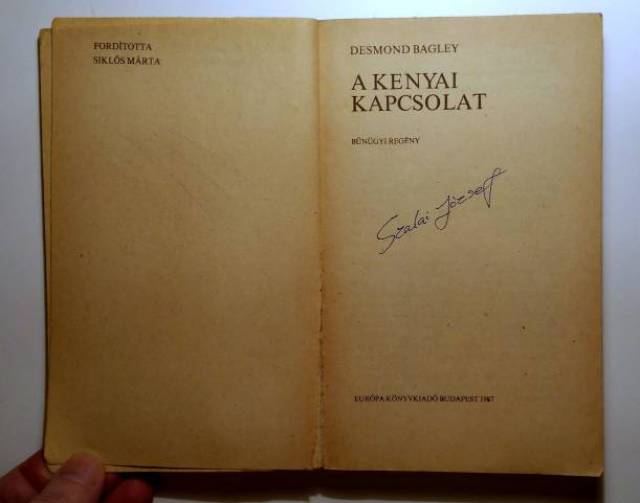 FORDÍTOTTA
SIKLÓS MÁRTA
DESMOND BAGLEY
A KENYAI
KAPCSOLAT
BŰNÜGYI REGÉNY
Szalai József
EURÓPA KÖNYVKIADÓ BUDAPEST 1987